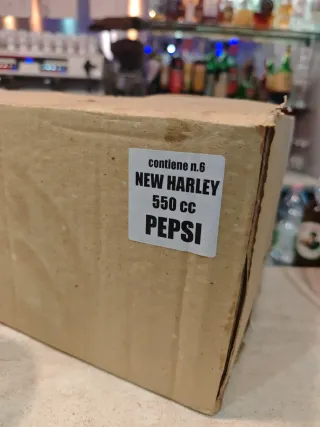 contiene n.6
NEW HARLEY
550 cc
PEPSI